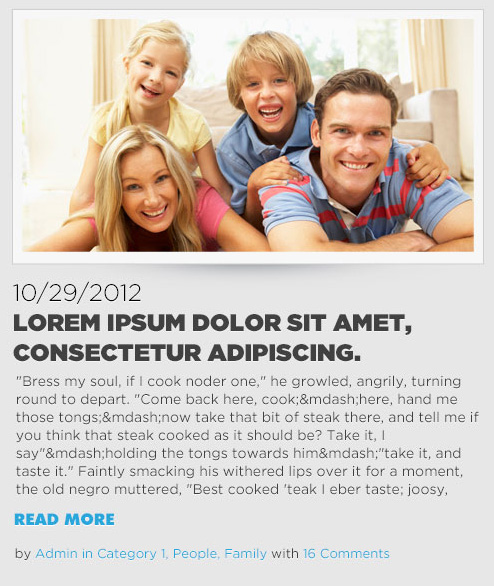 10/29/2012
LOREM IPSUM DOLOR SIT AMET,
CONSECTETUR ADIPISCING.
"Bress my soul, if I cook noder one," he growled, angrily, turning
round to depart. "Come back here, cook;&mdash;here, hand me
those tongs;&mdash;now take that bit of steak there, and tell me if
you think that steak cooked as it should be? Take it, I
say"&mdash;holding the tongs towards him&mdash;"take it, and
taste it." Faintly smacking his withered lips over it for a moment,
the old negro muttered, "Best cooked 'teak I eber taste; joosy,
READ MORE
by Admin in Category 1, People, Family with 16 Comments